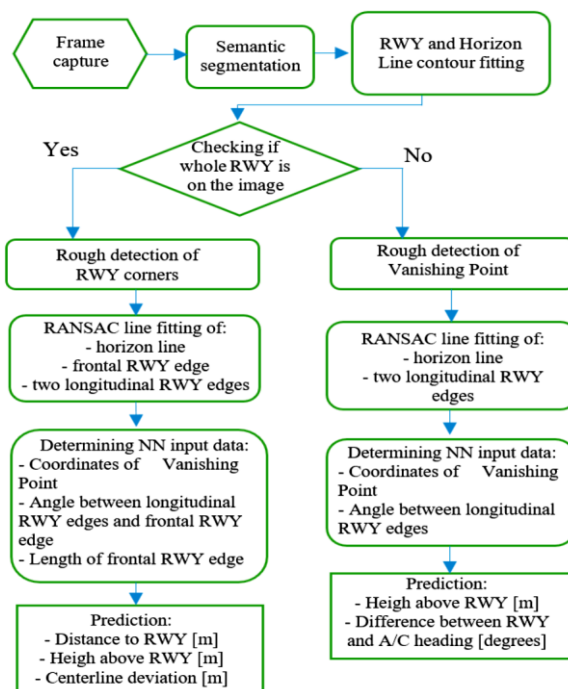 Frame
capture
Semantic
segmentation
RWY and Horizon
Line contour fitting
Yes
Checking if
whole RWY is
on the image
No
Rough detection of
RWY corners
RANSAC line fitting of:
- horizon line
- frontal RWY edge
- two longitudinal RWY edges
Determining NN input data:
- Coordinates of Vanishing
Point
- Angle between longitudinal
RWY edges and frontal RWY
edge
- Length of frontal RWY edge
Prediction:
- Distance to RWY [m]
- Heigh above RWY [m]
- Centerline deviation [m]
Rough detection of
Vanishing Point
RANSAC line fitting of:
- horizon line
- two longitudinal RWY
edges
Determining NN input data:
- Coordinates of Vanishing
Point
- Angle between longitudinal
RWY edges
Prediction:
- Heigh above RWY [m]
- Difference between RWY
and A/C heading [degrees]